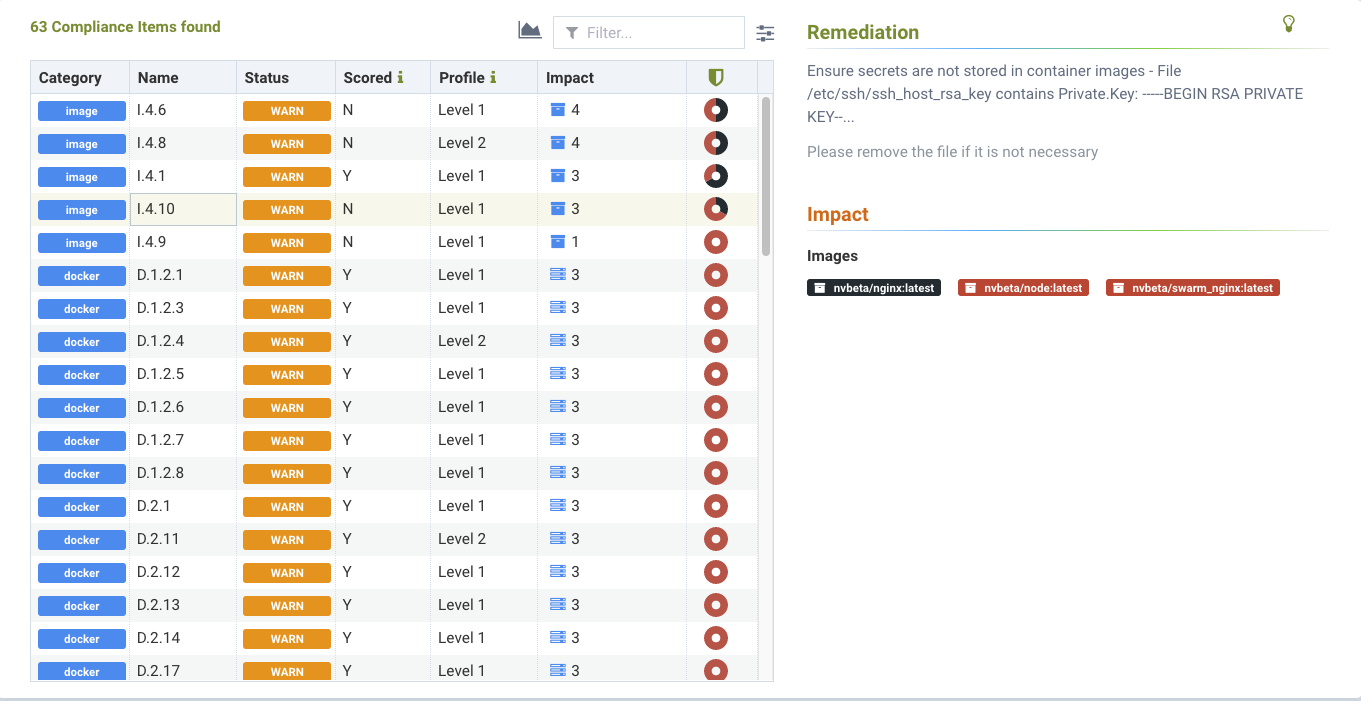 63 Compliance Items found
Filter...
Category Name Status Scored Profile Impact
image I.4.6 WARN N Level 1 4
image I.4.8 WARN N Level 2 4
image I.4.1 WARN Y Level 1 3
image I.4.10 WARN N Level 1 3
image I.4.9 WARN N Level 1 1
docker D.1.2.1 WARN Y Level 1 3
docker D.1.2.3 WARN Y Level 1 3
docker D.1.2.4 WARN Y Level 2 3
docker D.1.2.5 WARN Y Level 1 3
docker D.1.2.6 WARN Y Level 1 3
docker D.1.2.7 WARN Y Level 1 3
docker D.1.2.8 WARN Y Level 1 3
docker D.2.1 WARN Y Level 1 3
docker D.2.11 WARN Y Level 2 3
docker D.2.12 WARN Y Level 1 3
docker D.2.13 WARN Y Level 1 3
docker D.2.14 WARN Y Level 1 3
docker D.2.17 WARN Y Level 1 3
Remediation
Ensure secrets are not stored in container images - File
/etc/ssh/ssh_host_rsa_key contains Private.Key: -----BEGIN RSA PRIVATE
KEY--...
Please remove the file if it is not necessary
Impact
Images
nvbeta/nginx:latest nvbeta/node:latest nvbeta/swarm_nginx:latest